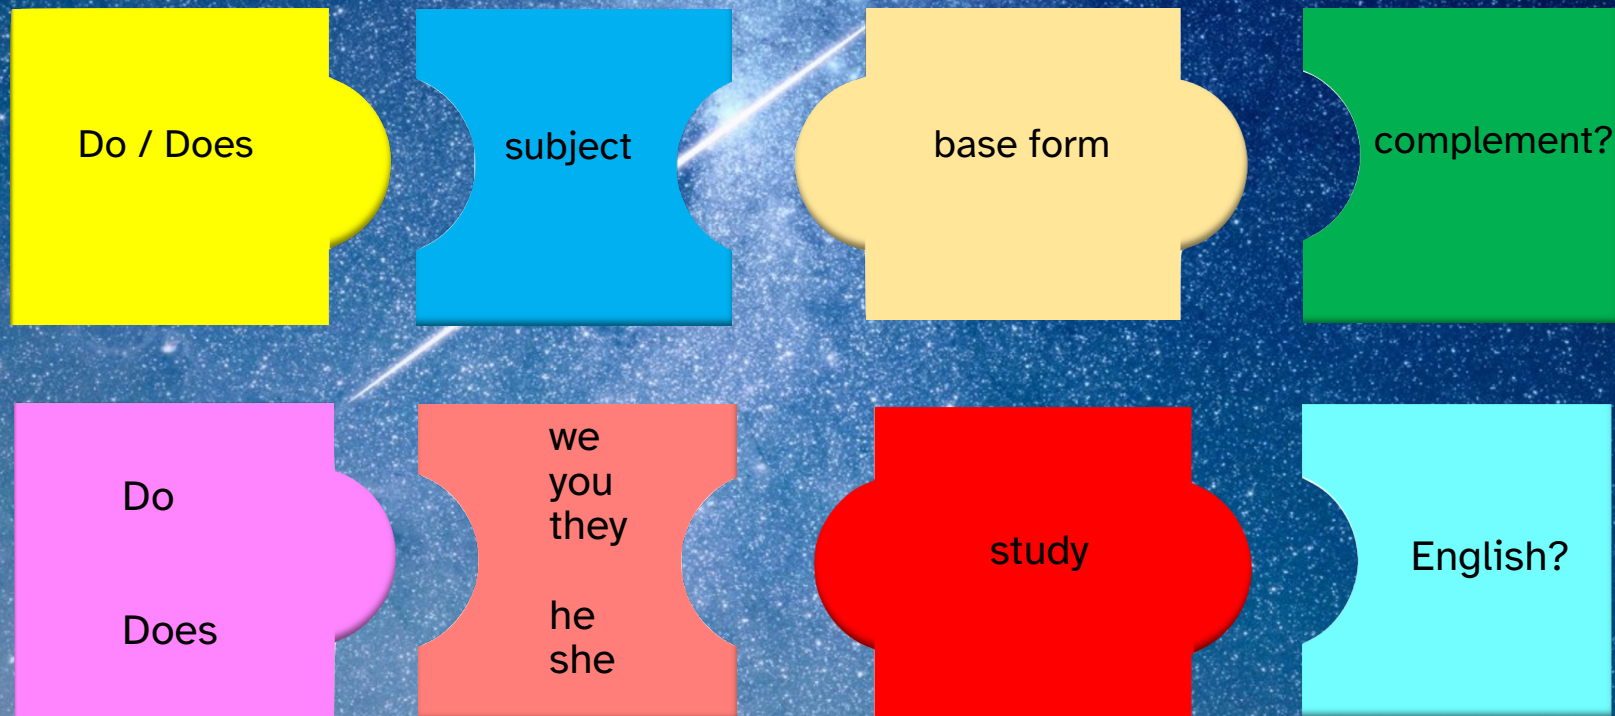 Do / Does
subject
base form
complement?
Do
Does
we
you
they
he
she
study
English?